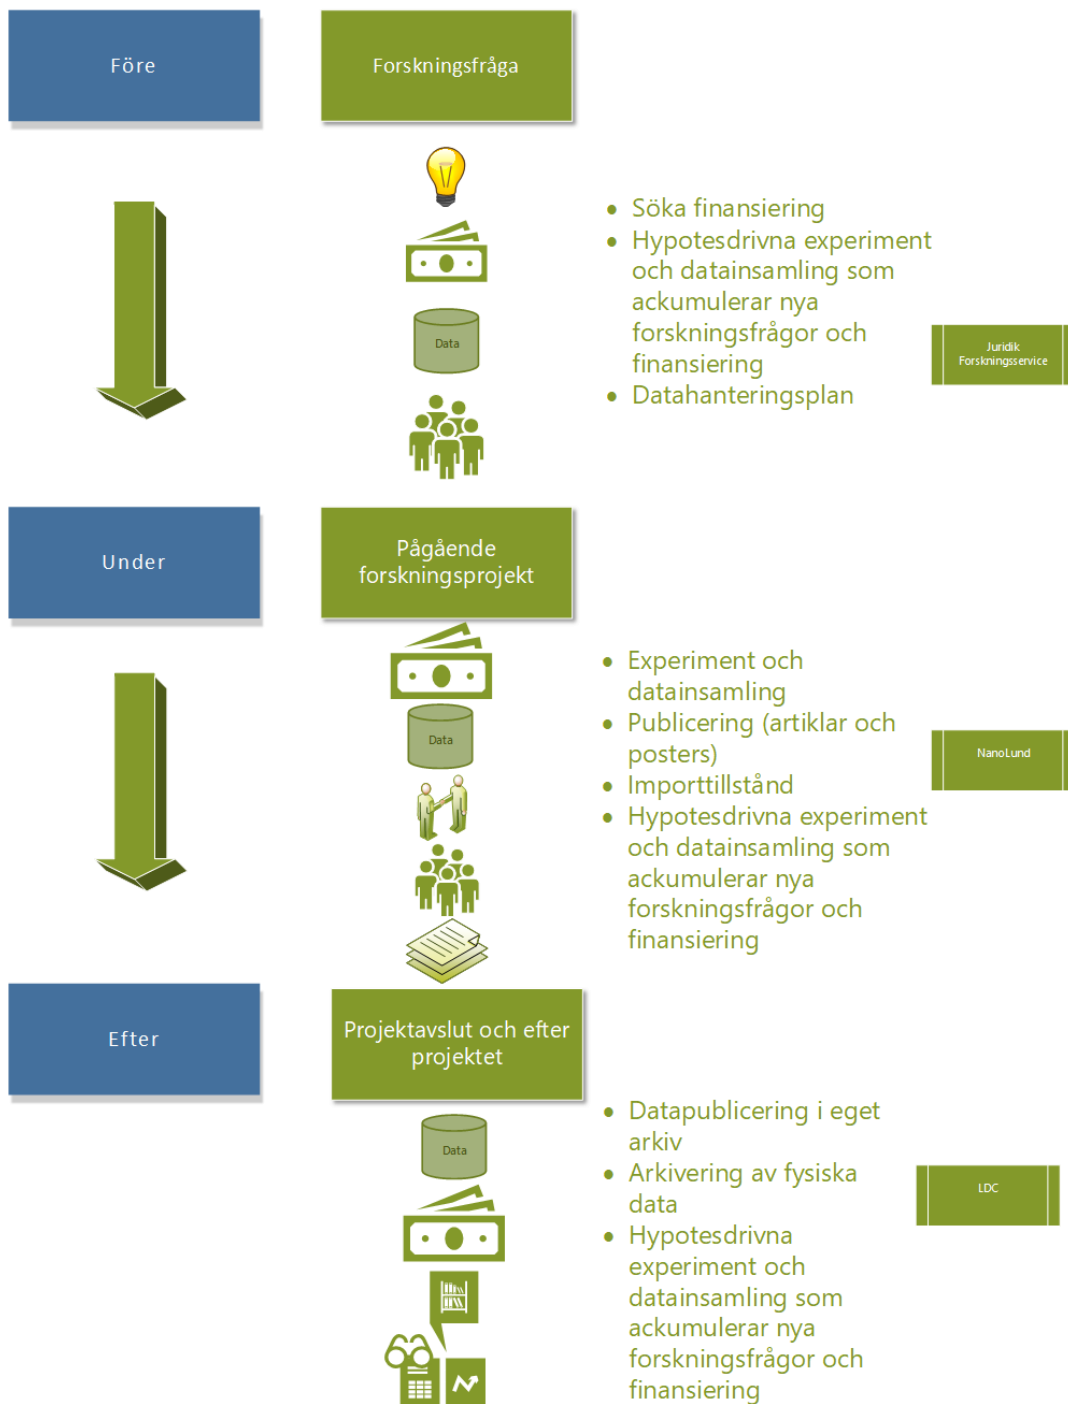 Före
Forskningsfråga
Data
• Söka finansiering
• Hypotesdrivna experiment
och datainsamling som
ackumulerar nya
forskningsfrågor och
finansiering
• Datahanteringsplan
Juridik
Forskningsservice
Under
Pågående
forskningsprojekt
Data
• Experiment och
datainsamling
• Publicering (artiklar och
posters)
• Importtillstånd
• Hypotesdrivna experiment
och datainsamling som
ackumulerar nya
forskningsfrågor och
finansiering
NanoLund
Efter
Projektavslut och efter
projektet
Data
• Datapublicering i eget
arkiv
• Arkivering av fysiska
data
• Hypotesdrivna
experiment och
datainsamling som
ackumulerar nya
forskningsfrågor och
finansiering
LDC